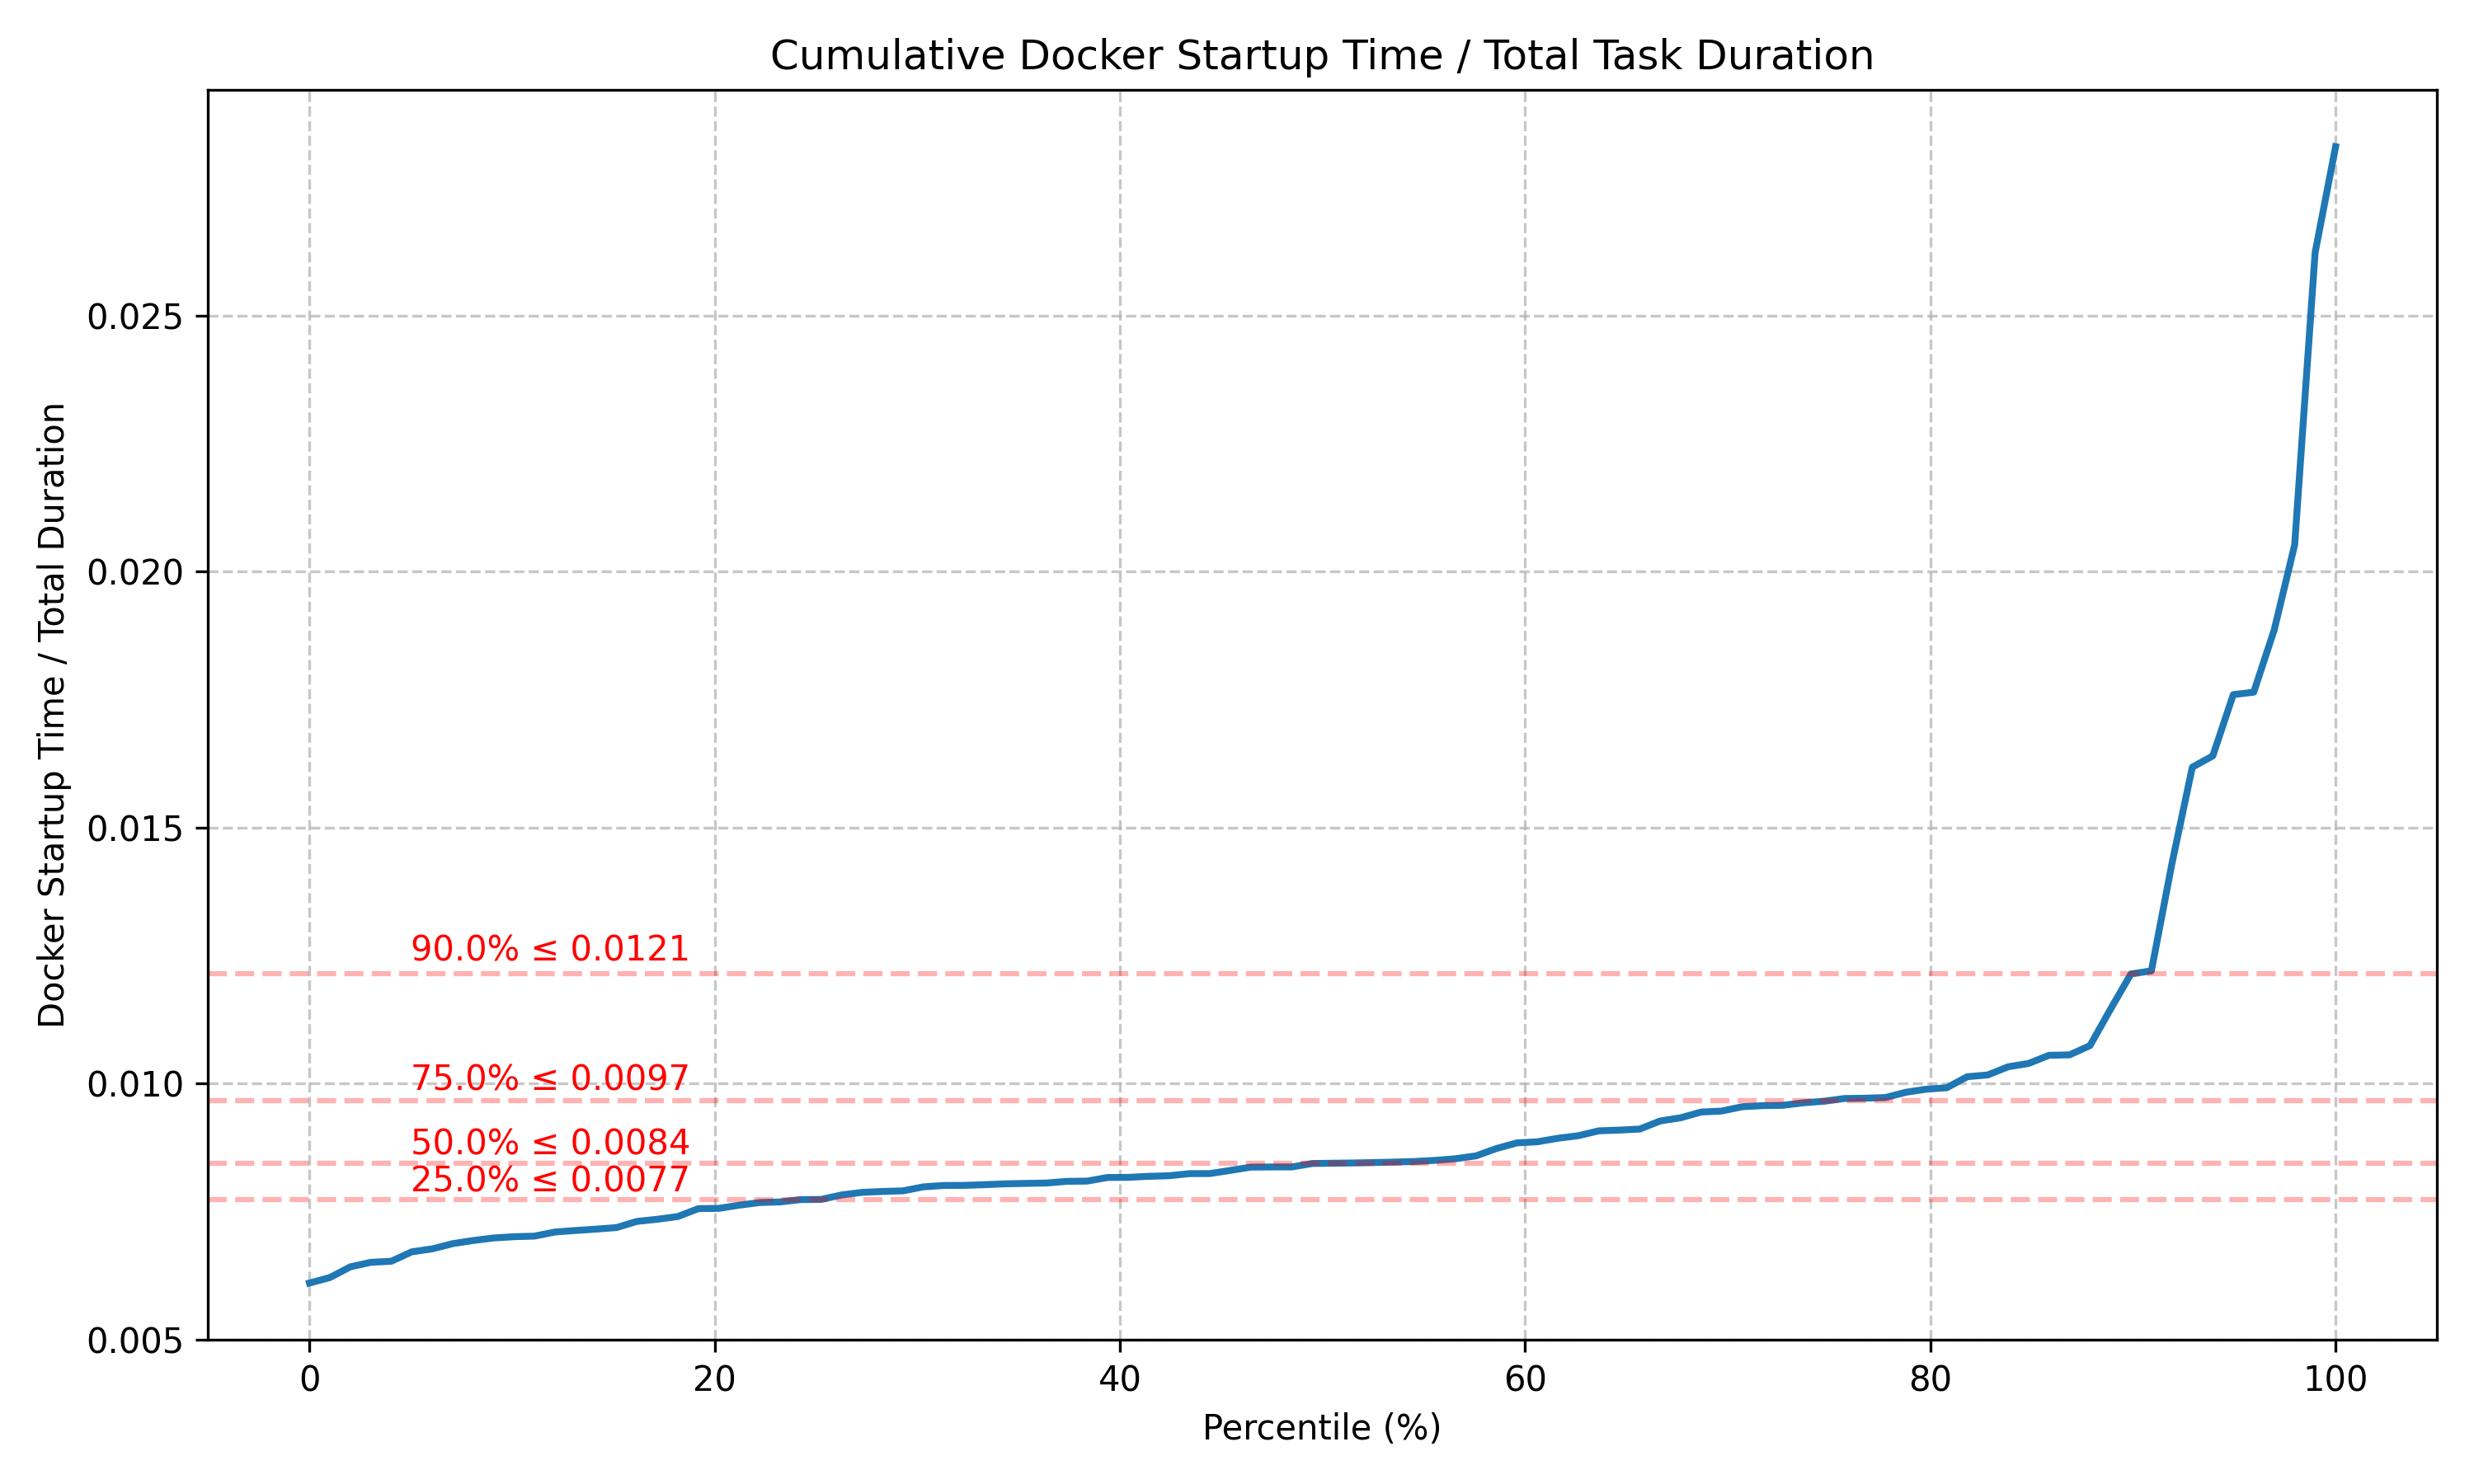 Cumulative Docker Startup Time / Total Task Duration
Docker Startup Time / Total Duration
0.025
0.020
0.015
0.010
0.005
90.0% ≤ 0.0121
75.0% ≤ 0.0097
50.0% ≤ 0.0084
25.0% ≤ 0.0077
0 20 40 60 80 100
Percentile (%)